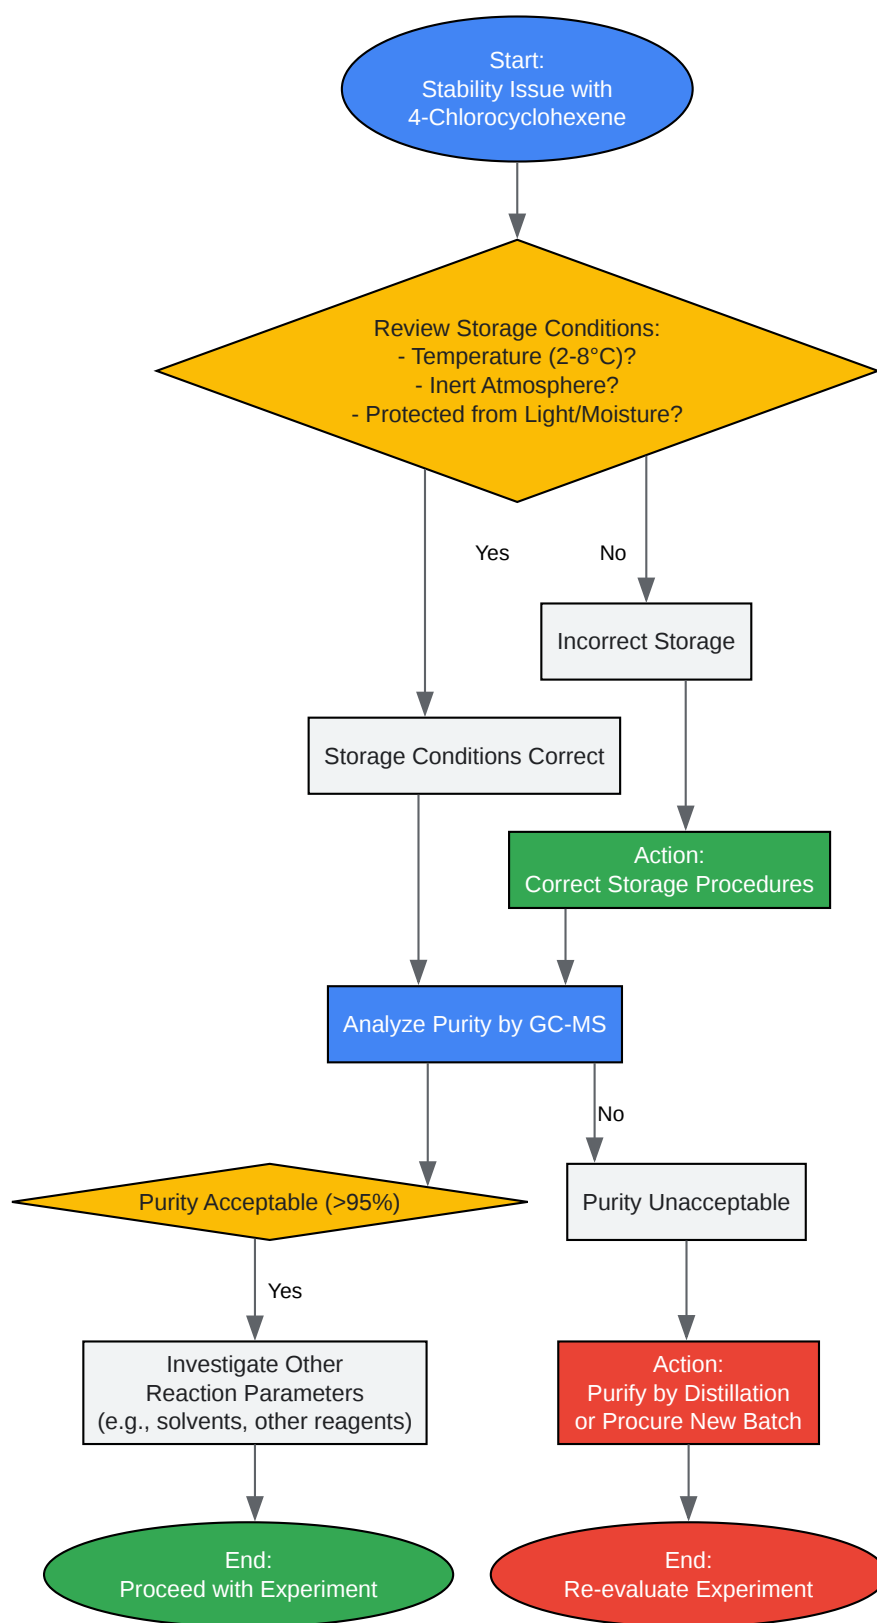 Start:
Stability Issue with
4-Chlorocyclohexene
Review Storage Conditions:
- Temperature (2-8°C)?
- Inert Atmosphere?
- Protected from Light/Moisture?
Yes
No
Incorrect Storage
Storage Conditions Correct
Action:
Correct Storage Procedures
Analyze Purity by GC-MS
No
Purity Acceptable (>95%)
Purity Unacceptable
Yes
Investigate Other
Reaction Parameters
(e.g., solvents, other reagents)
Action:
Purify by Distillation
or Procure New Batch
End:
Proceed with Experiment
End:
Re-evaluate Experiment